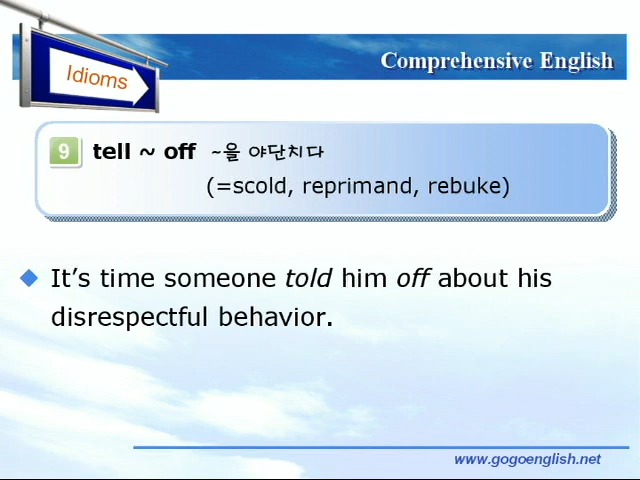 Idioms
Comprehensive English
9 tell ~ off ~을 야단치다
(=scold, reprimand, rebuke)
It's time someone told him off about his
disrespectful behavior.
www.gogoenglish.net